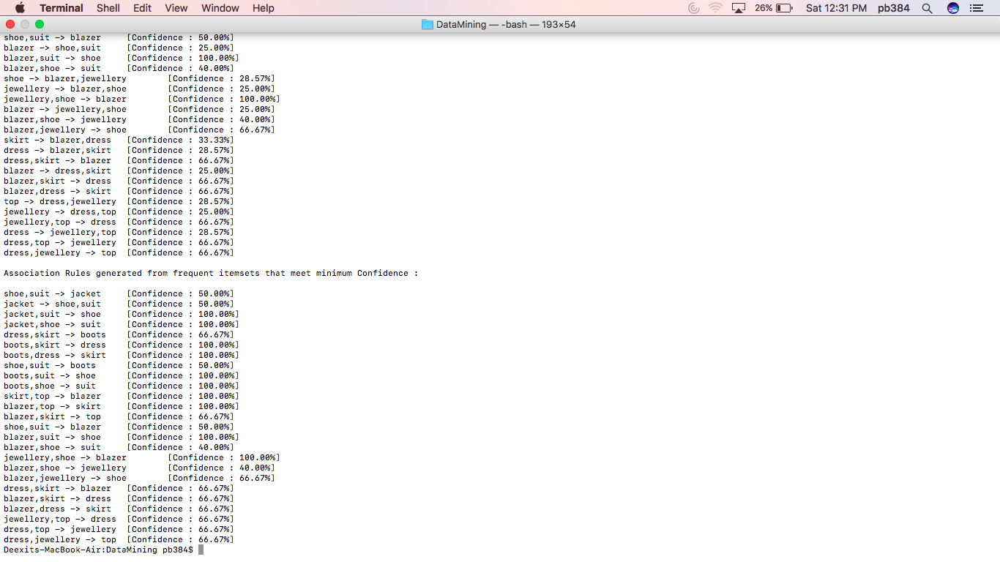 Terminal Shell Edit View Window Help 26% Sat 12:31 PM pb384
DataMining — -bash — 193×54
shoe,suit -> blazer [Confidence : 50.00%]
blazer -> shoe,suit [Confidence : 25.00%]
blazer,suit -> shoe [Confidence : 100.00%]
blazer,shoe -> suit [Confidence : 40.00%]
shoe -> blazer,jewellery [Confidence : 28.57%]
jewellery -> blazer,shoe [Confidence : 25.00%]
jewellery,shoe -> blazer [Confidence : 100.00%]
blazer -> jewellery,shoe [Confidence : 25.00%]
blazer,shoe -> jewellery [Confidence : 40.00%]
blazer,jewellery -> shoe [Confidence : 66.67%]
skirt -> blazer,dress [Confidence : 33.33%]
dress -> blazer,skirt [Confidence : 28.57%]
dress,skirt -> blazer [Confidence : 66.67%]
blazer -> dress,skirt [Confidence : 25.00%]
blazer,skirt -> dress [Confidence : 66.67%]
blazer,dress -> skirt [Confidence : 66.67%]
top -> dress,jewellery [Confidence : 28.57%]
jewellery -> dress,top [Confidence : 25.00%]
jewellery,top -> dress [Confidence : 66.67%]
dress -> jewellery,top [Confidence : 28.57%]
dress,top -> jewellery [Confidence : 66.67%]
dress,jewellery -> top [Confidence : 66.67%]
Association Rules generated from frequent itemsets that meet minimum Confidence :
shoe,suit -> jacket [Confidence : 50.00%]
jacket -> shoe,suit [Confidence : 50.00%]
jacket,suit -> shoe [Confidence : 100.00%]
jacket,shoe -> suit [Confidence : 100.00%]
dress,skirt -> boots [Confidence : 66.67%]
boots,skirt -> dress [Confidence : 100.00%]
boots,dress -> skirt [Confidence : 100.00%]
shoe,suit -> boots [Confidence : 50.00%]
boots,suit -> shoe [Confidence : 100.00%]
boots,shoe -> suit [Confidence : 100.00%]
skirt,top -> blazer [Confidence : 100.00%]
blazer,top -> skirt [Confidence : 100.00%]
blazer,skirt -> top [Confidence : 66.67%]
shoe,suit -> blazer [Confidence : 50.00%]
blazer,suit -> shoe [Confidence : 100.00%]
blazer,shoe -> suit [Confidence : 40.00%]
jewellery,shoe -> blazer [Confidence : 100.00%]
blazer,shoe -> jewellery [Confidence : 40.00%]
blazer,jewellery -> shoe [Confidence : 66.67%]
dress,skirt -> blazer [Confidence : 66.67%]
blazer,skirt -> dress [Confidence : 66.67%]
blazer,dress -> skirt [Confidence : 66.67%]
jewellery,top -> dress [Confidence : 66.67%]
dress,top -> jewellery [Confidence : 66.67%]
dress,jewellery -> top [Confidence : 66.67%]
Deexits-MacBook-Air:DataMining pb384$